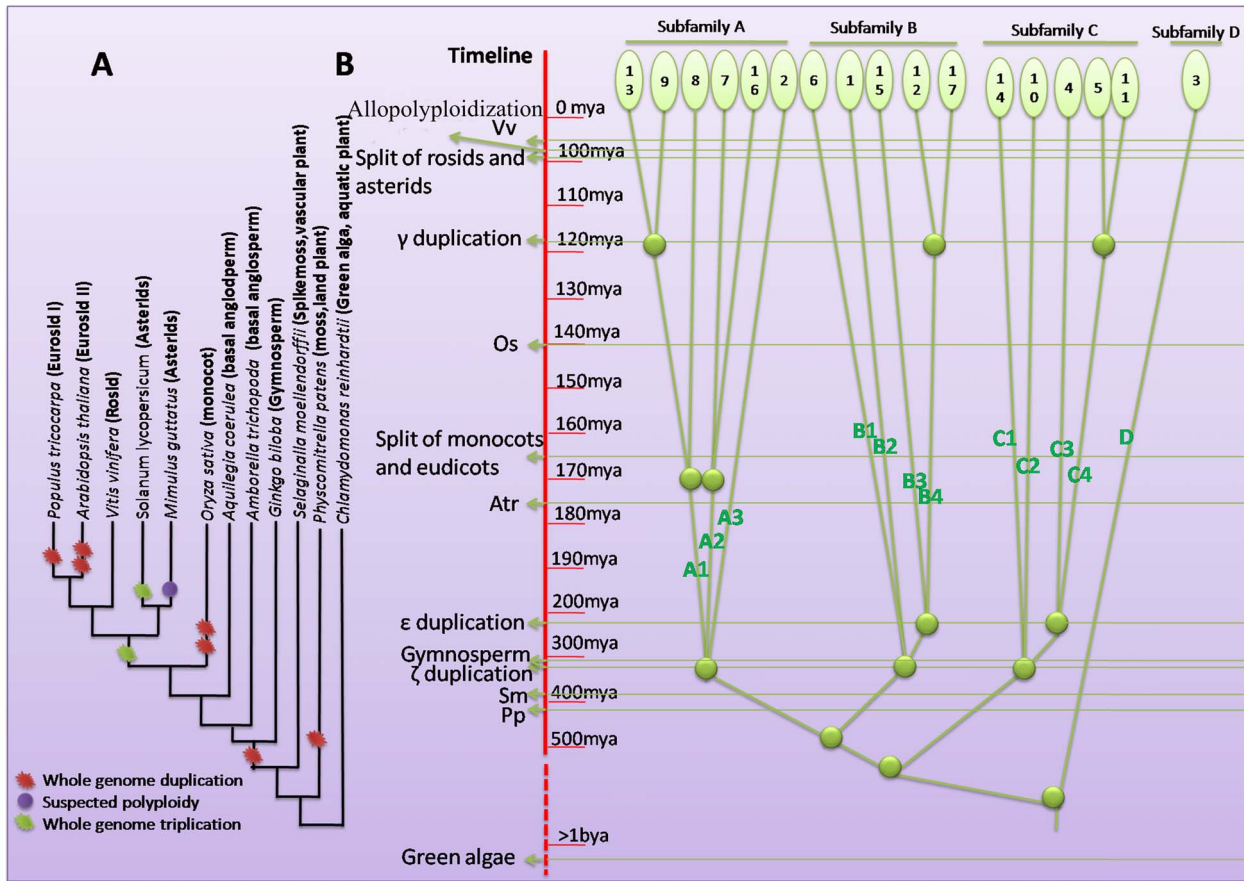 A
B
Timeline
Subfamily A
Subfamily B
Subfamily C
Subfamily D
13
9
8
7
16
2
6
1
15
12
17
14
10
4
5
11
3
Allopolyploidization
0 mya
Vv
100mya
Split of rosids and
asterids
110mya
γ duplication
120mya
130mya
140mya
Os
150mya
160mya
Split of monocots
and eudicots
170mya
Atr
180mya
190mya
200mya
ε duplication
300mya
Gymnosperm
ζ duplication
Sm
400mya
Pp
500mya
>1bya
Green algae
A1
A2
A3
B1
B2
B3
B4
C1
C2
C3
C4
D
Populus tricocarpa (Eurosid I)
Arabidopsis thaliana (Eurosid II)
Vitis vinifera (Rosid)
Solanum lycopersicum (Asterids)
Mimulus guttatus (Asterids)
Oryza sativa (monocot)
Aquilegia coerulea (basal anglodperm)
Amborella trichopoda (basal anglosperm)
Ginkgo biloba (Gymnosperm)
Selaginalla moellendorffii (Spikemoss,vascular plant)
Physcomitrella patens (moss,land plant)
Chlamydomonas reinhardtii (Green alga, aquatic plant)
Whole genome duplication
Suspected polyploidy
Whole genome triplication